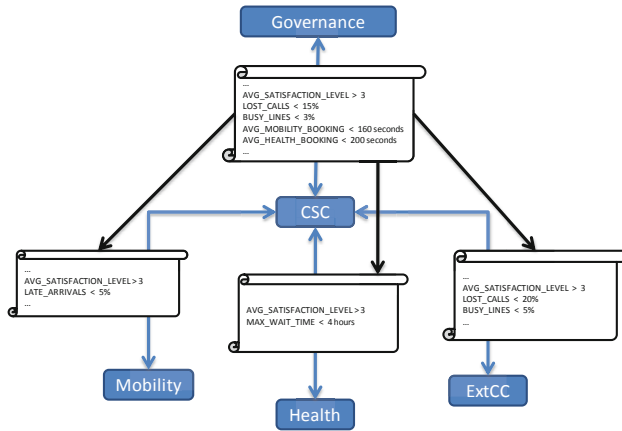 Governance
...
AVG_SATISFACTION_LEVEL > 3
LOST_CALLS < 15%
BUSY_LINES < 3%
AVG_MOBILITY_BOOKING < 160 seconds
AVG_HEALTH_BOOKING < 200 seconds
...
CSC
...
AVG_SATISFACTION_LEVEL > 3
LATE_ARRIVALS < 5%
...
AVG_SATISFACTION_LEVEL > 3
MAX_WAIT_TIME < 4 hours
...
AVG_SATISFACTION_LEVEL > 3
LOST_CALLS < 20%
BUSY_LINES < 5%
...
Mobility
Health
ExtCC